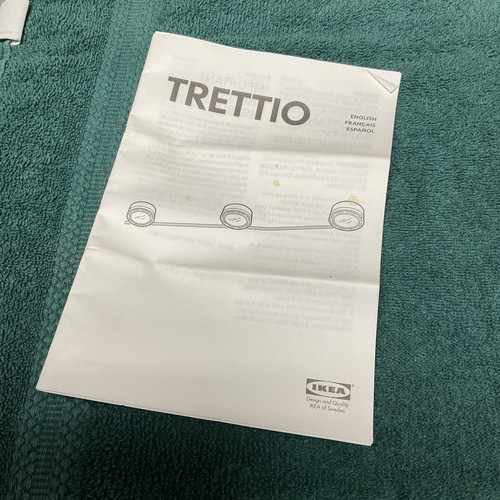 TRETTIO
ENGLISH
FRANÇAIS
ESPAÑOL
IKEA
Design and Quality
IKEA of Sweden